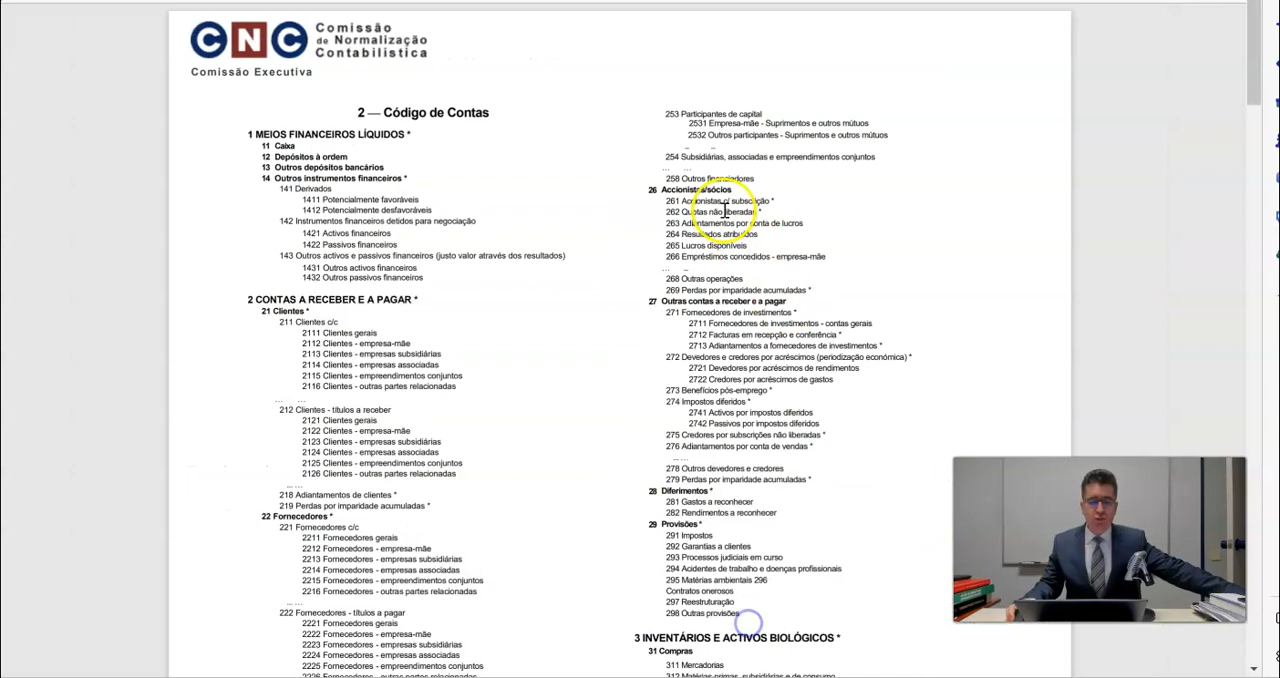 CNC
Comissão
de Normalização
Contabilística
Comissão Executiva
2 — Código de Contas
1 MEIOS FINANCEIROS LÍQUIDOS *
11 Caixa
12 Depósitos à ordem
13 Outros depósitos bancários
14 Outros instrumentos financeiros *
141 Derivados
1411 Potencialmente favoráveis
1412 Potencialmente desfavoráveis
142 Instrumentos financeiros detidos para negociação
1421 Activos financeiros
1422 Passivos financeiros
143 Outros activos e passivos financeiros (justo valor através dos resultados)
1431 Outros activos financeiros
1432 Outros passivos financeiros
2 CONTAS A RECEBER E A PAGAR *
21 Clientes *
211 Clientes c/c
2111 Clientes gerais
2112 Clientes - empresa-mãe
2113 Clientes - empresas subsidiárias
2114 Clientes - empresas associadas
2115 Clientes - empreendimentos conjuntos
2116 Clientes - outras partes relacionadas
... ...
212 Clientes - títulos a receber
2121 Clientes gerais
2122 Clientes - empresa-mãe
2123 Clientes - empresas subsidiárias
2124 Clientes - empresas associadas
2125 Clientes - empreendimentos conjuntos
2126 Clientes - outras partes relacionadas
... ...
218 Adiantamentos de clientes *
219 Perdas por imparidade acumuladas *
22 Fornecedores *
221 Fornecedores c/c
2211 Fornecedores gerais
2212 Fornecedores - empresa-mãe
2213 Fornecedores - empresas subsidiárias
2214 Fornecedores - empresas associadas
2215 Fornecedores - empreendimentos conjuntos
2216 Fornecedores - outras partes relacionadas
... ...
222 Fornecedores - títulos a pagar
2221 Fornecedores gerais
2222 Fornecedores - empresa-mãe
2223 Fornecedores - empresas subsidiárias
2224 Fornecedores - empresas associadas
2225 Fornecedores - empreendimentos conjuntos
2226 Fornecedores - outras partes relacionadas
253 Participantes de capital
2531 Empresa-mãe - Suprimentos e outros mútuos
2532 Outros participantes - Suprimentos e outros mútuos
... ...
254 Subsidiárias, associadas e empreendimentos conjuntos
... ...
258 Outros financiadores
26 Accionistas/sócios
261 Accionistas c/ subscrição *
262 Quotas não liberadas *
263 Adiantamentos por conta de lucros
264 Resultados atribuídos
265 Lucros disponíveis
266 Empréstimos concedidos - empresa-mãe
... ...
268 Outras operações
269 Perdas por imparidade acumuladas *
27 Outras contas a receber e a pagar
271 Fornecedores de investimentos *
2711 Fornecedores de investimentos - contas gerais
2712 Facturas em recepção e conferência *
2713 Adiantamentos a fornecedores de investimentos *
272 Devedores e credores por acréscimos (periodização económica) *
2721 Devedores por acréscimos de rendimentos
2722 Credores por acréscimos de gastos
273 Benefícios pós-emprego *
274 Impostos diferidos *
2741 Activos por impostos diferidos
2742 Passivos por impostos diferidos
275 Credores por subscrições não liberadas *
276 Adiantamentos por conta de vendas *
... ...
278 Outros devedores e credores
279 Perdas por imparidade acumuladas *
28 Diferimentos *
281 Gastos a reconhecer
282 Rendimentos a reconhecer
29 Provisões *
291 Impostos
292 Garantias a clientes
293 Processos judiciais em curso
294 Acidentes de trabalho e doenças profissionais
295 Matérias ambientais 296
Contratos onerosos
297 Reestruturação
298 Outras provisões
3 INVENTÁRIOS E ACTIVOS BIOLÓGICOS *
31 Compras
311 Mercadorias
312 Matérias-primas, subsidiárias e de consumo